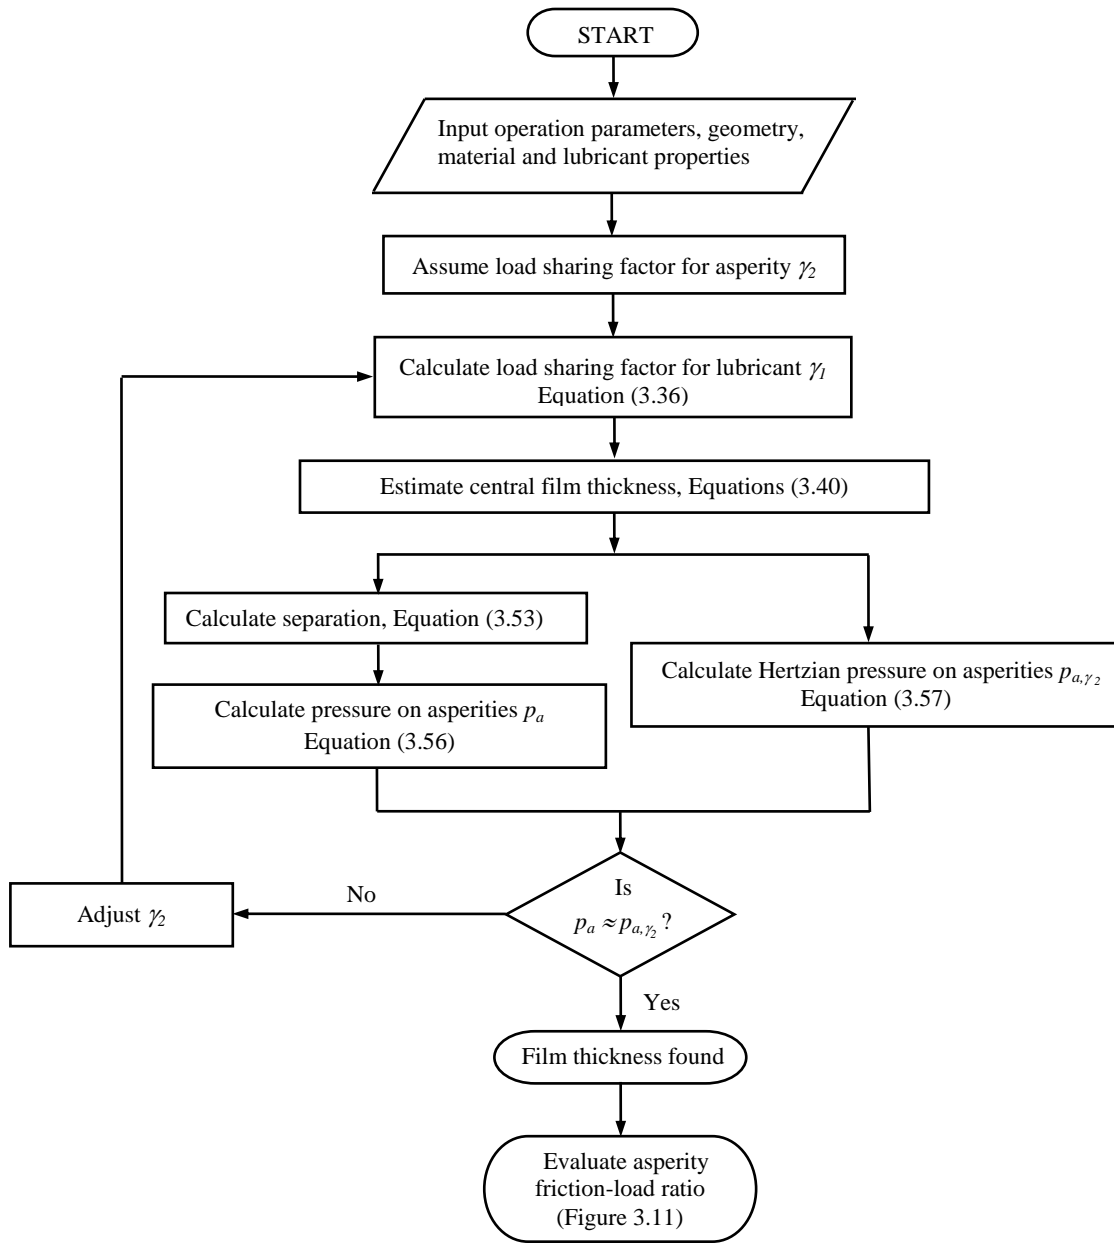 START
Input operation parameters, geometry,
material and lubricant properties
Assume load sharing factor for asperity γ₂
Calculate load sharing factor for lubricant γ₁
Equation (3.36)
Estimate central film thickness, Equations (3.40)
Calculate separation, Equation (3.53)
Calculate Hertzian pressure on asperities pₐ,γ₂
Equation (3.57)
Calculate pressure on asperities pₐ
Equation (3.56)
Is
pₐ ≈ pₐ,γ₂ ?
No
Adjust γ₂
Yes
Film thickness found
Evaluate asperity
friction-load ratio
(Figure 3.11)